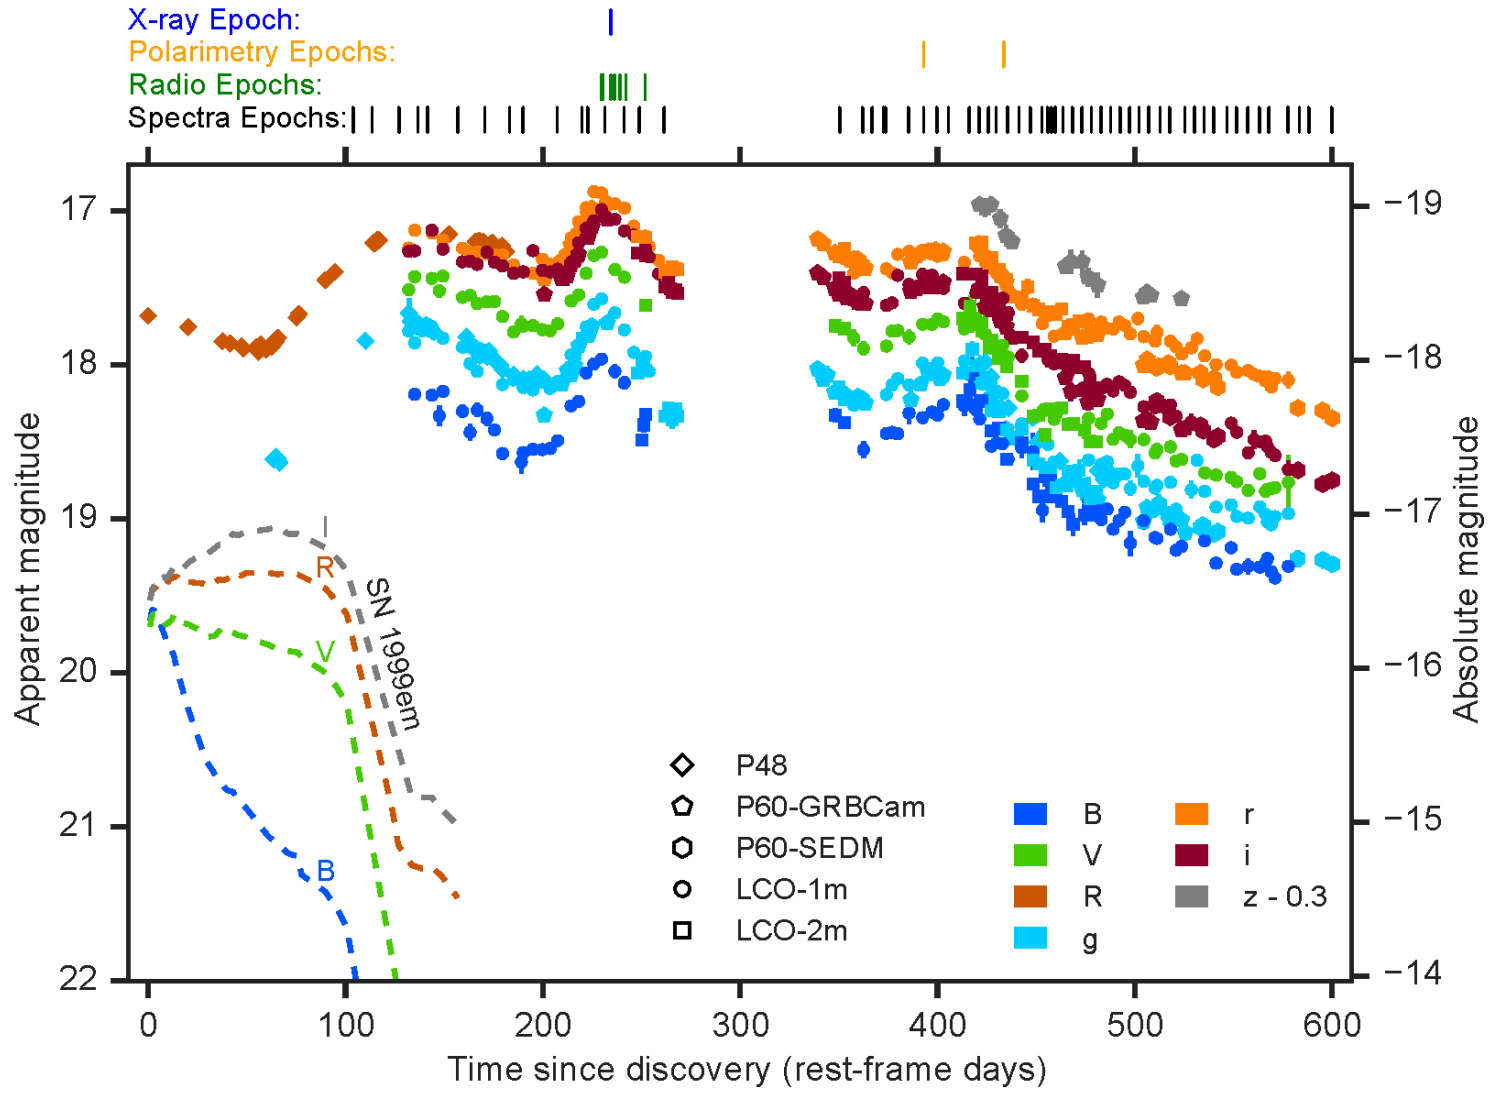 X-ray Epoch:
Polarimetry Epochs:
Radio Epochs:
Spectra Epochs:
17
18
19
20
21
22
Apparent magnitude
−19
−18
−17
−16
−15
−14
Absolute magnitude
I
R
V
B
SN 1999em
P48
P60-GRBCam
P60-SEDM
LCO-1m
LCO-2m
B
V
R
g
r
i
z - 0.3
0 100 200 300 400 500 600
Time since discovery (rest-frame days)